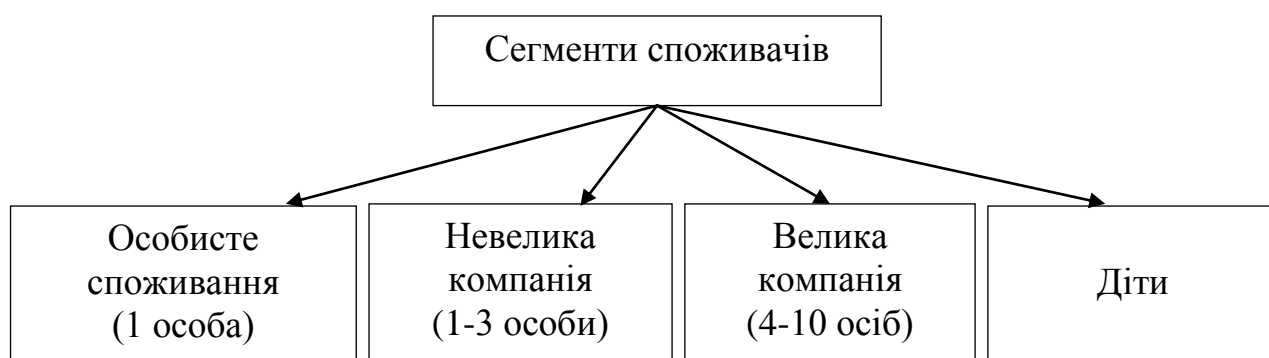 Сегменти споживачів
Особисте
споживання
(1 особа)
Невелика
компанія
(1-3 особи)
Велика
компанія
(4-10 осіб)
Діти